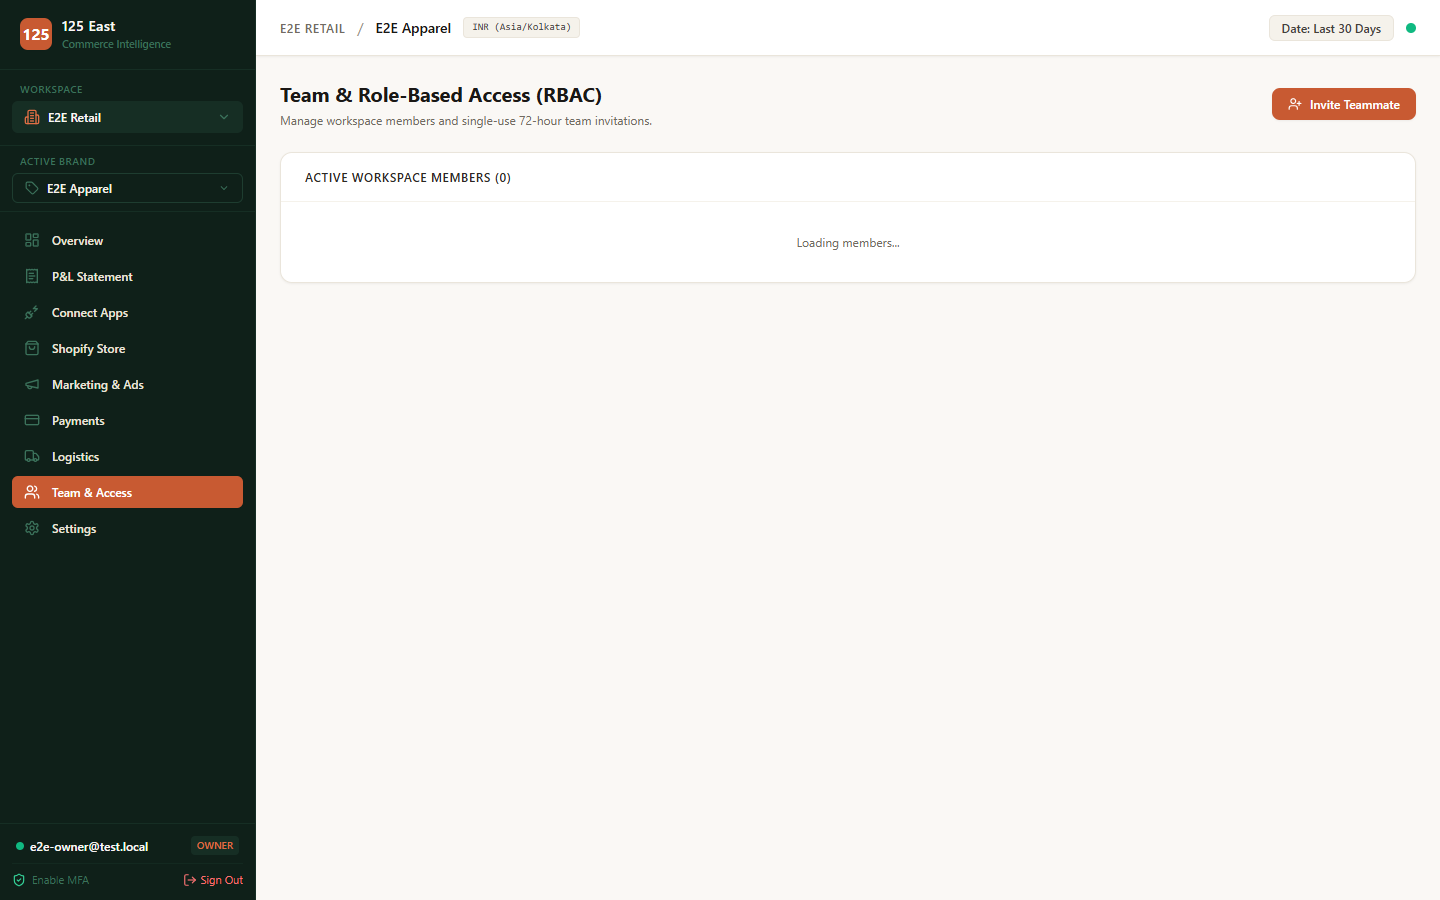 125
125 East
Commerce Intelligence
WORKSPACE
E2E Retail
ACTIVE BRAND
E2E Apparel
Overview
P&L Statement
Connect Apps
Shopify Store
Marketing & Ads
Payments
Logistics
Team & Access
Settings
e2e-owner@test.local OWNER
Enable MFA Sign Out
E2E RETAIL / E2E Apparel INR (Asia/Kolkata) Date: Last 30 Days
Team & Role-Based Access (RBAC)
Manage workspace members and single-use 72-hour team invitations.
Invite Teammate
ACTIVE WORKSPACE MEMBERS (0)
Loading members...